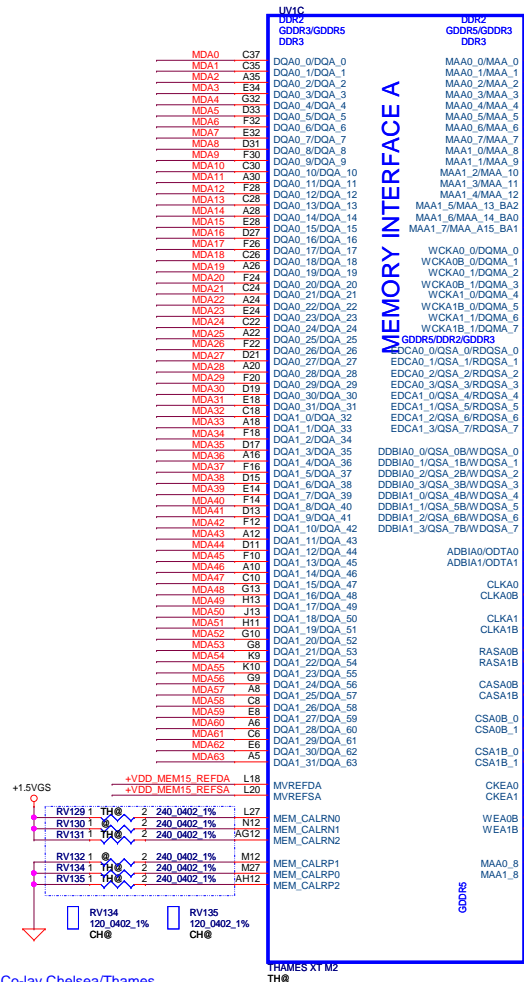 UV1C
DDR2 DDR2
GDDR3/GDDR5 GDDR5/GDDR3
DDR3 DDR3
MEMORY INTERFACE A
MDA0 C37 DQA0_0/DQA_0 MAA0_0/MAA_0
MDA1 C35 DQA0_1/DQA_1 MAA0_1/MAA_1
MDA2 A35 DQA0_2/DQA_2 MAA0_2/MAA_2
MDA3 E34 DQA0_3/DQA_3 MAA0_3/MAA_3
MDA4 G32 DQA0_4/DQA_4 MAA0_4/MAA_4
MDA5 D33 DQA0_5/DQA_5 MAA0_5/MAA_5
MDA6 F32 DQA0_6/DQA_6 MAA0_6/MAA_6
MDA7 E32 DQA0_7/DQA_7 MAA0_7/MAA_7
MDA8 D31 DQA0_8/DQA_8 MAA1_0/MAA_8
MDA9 F30 DQA0_9/DQA_9 MAA1_1/MAA_9
MDA10 C30 DQA0_10/DQA_10 MAA1_2/MAA_10
MDA11 A30 DQA0_11/DQA_11 MAA1_3/MAA_11
MDA12 F28 DQA0_12/DQA_12 MAA1_4/MAA_12
MDA13 C28 DQA0_13/DQA_13 MAA1_5/MAA_13_BA2
MDA14 A28 DQA0_14/DQA_14 MAA1_6/MAA_14_BA0
MDA15 E28 DQA0_15/DQA_15 MAA1_7/MAA_A15_BA1
MDA16 D27 DQA0_16/DQA_16
MDA17 F26 DQA0_17/DQA_17 WCKA0_0/DQMA_0
MDA18 C26 DQA0_18/DQA_18 WCKA0B_0/DQMA_1
MDA19 A26 DQA0_19/DQA_19 WCKA0_1/DQMA_2
MDA20 F24 DQA0_20/DQA_20 WCKA0B_1/DQMA_3
MDA21 C24 DQA0_21/DQA_21 WCKA1_0/DQMA_4
MDA22 A24 DQA0_22/DQA_22 WCKA1B_0/DQMA_5
MDA23 E24 DQA0_23/DQA_23 WCKA1_1/DQMA_6
MDA24 C22 DQA0_24/DQA_24 WCKA1B_1/DQMA_7
MDA25 A22 DQA0_25/DQA_25 GDDR5/DDR2/GDDR3
MDA26 F22 DQA0_26/DQA_26 EDCA0_0/QSA_0/RDQSA_0
MDA27 D21 DQA0_27/DQA_27 EDCA0_1/QSA_1/RDQSA_1
MDA28 A20 DQA0_28/DQA_28 EDCA0_2/QSA_2/RDQSA_2
MDA29 F20 DQA0_29/DQA_29 EDCA0_3/QSA_3/RDQSA_3
MDA30 D19 DQA0_30/DQA_30 EDCA1_0/QSA_4/RDQSA_4
MDA31 E18 DQA0_31/DQA_31 EDCA1_1/QSA_5/RDQSA_5
MDA32 C18 DQA1_0/DQA_32 EDCA1_2/QSA_6/RDQSA_6
MDA33 A18 DQA1_1/DQA_33 EDCA1_3/QSA_7/RDQSA_7
MDA34 F18 DQA1_2/DQA_34
MDA35 D17 DQA1_3/DQA_35 DDBIA0_0/QSA_0B/WDQSA_0
MDA36 A16 DQA1_4/DQA_36 DDBIA0_1/QSA_1B/WDQSA_1
MDA37 F16 DQA1_5/DQA_37 DDBIA0_2/QSA_2B/WDQSA_2
MDA38 D15 DQA1_6/DQA_38 DDBIA0_3/QSA_3B/WDQSA_3
MDA39 E14 DQA1_7/DQA_39 DDBIA1_0/QSA_4B/WDQSA_4
MDA40 F14 DQA1_8/DQA_40 DDBIA1_1/QSA_5B/WDQSA_5
MDA41 D13 DQA1_9/DQA_41 DDBIA1_2/QSA_6B/WDQSA_6
MDA42 F12 DQA1_10/DQA_42 DDBIA1_3/QSA_7B/WDQSA_7
MDA43 A12 DQA1_11/DQA_43
MDA44 D11 DQA1_12/DQA_44 ADBIA0/ODTA0
MDA45 F10 DQA1_13/DQA_45 ADBIA1/ODTA1
MDA46 A10 DQA1_14/DQA_46
MDA47 C10 DQA1_15/DQA_47 CLKA0
MDA48 G13 DQA1_16/DQA_48 CLKA0B
MDA49 H13 DQA1_17/DQA_49
MDA50 J13 DQA1_18/DQA_50 CLKA1
MDA51 H11 DQA1_19/DQA_51 CLKA1B
MDA52 G10 DQA1_20/DQA_52
MDA53 G8 DQA1_21/DQA_53 RASA0B
MDA54 K9 DQA1_22/DQA_54 RASA1B
MDA55 K10 DQA1_23/DQA_55
MDA56 G9 DQA1_24/DQA_56 CASA0B
MDA57 A8 DQA1_25/DQA_57 CASA1B
MDA58 C8 DQA1_26/DQA_58
MDA59 E8 DQA1_27/DQA_59 CSA0B_0
MDA60 A6 DQA1_28/DQA_60 CSA0B_1
MDA61 C6 DQA1_29/DQA_61
MDA62 E6 DQA1_30/DQA_62 CSA1B_0
MDA63 A5 DQA1_31/DQA_63 CSA1B_1
+VDD_MEM15_REFDA L18 MVREFDA CKEA0
+VDD_MEM15_REFSA L20 MVREFSA CKEA1
+1.5VGS
RV129 1 TH@ 2 240_0402_1% L27 MEM_CALRN0 WEA0B
RV130 1 @ 2 240_0402_1% N12 MEM_CALRN1 WEA1B
RV131 1 TH@ 2 240_0402_1% AG12 MEM_CALRN2
RV132 1 @ 2 240_0402_1% M12 MEM_CALRP1 MAA0_8
RV134 1 TH@ 2 240_0402_1% M27 MEM_CALRP0 MAA1_8
RV135 1 TH@ 2 240_0402_1% AH12 MEM_CALRP2
GDDR5
RV134 RV135
120_0402_1% 120_0402_1%
CH@ CH@
THAMES XT M2
TH@
Co-lay Chelsea/Thames